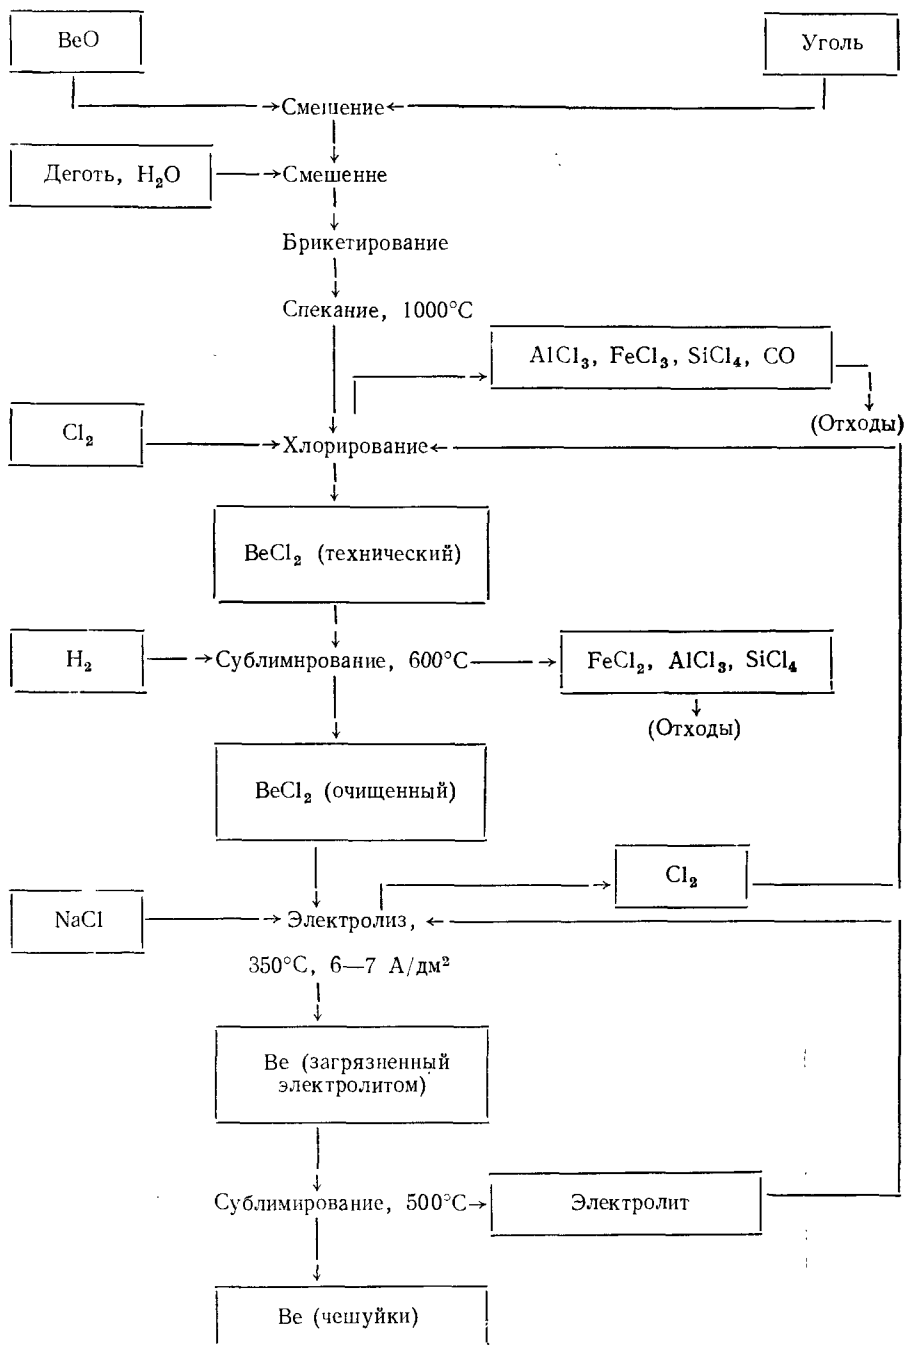 BeO
Уголь
Смешение
Деготь, H₂O
Смешенне
Брикетирование
Спекание, 1000°C
AlCl₃, FeCl₃, SiCl₄, CO
(Отходы)
Cl₂
Хлорирование
BeCl₂ (технический)
H₂
Сублимнрование, 600°C
FeCl₂, AlCl₃, SiCl₄
(Отходы)
BeCl₂ (очищенный)
Cl₂
NaCl
Электролиз,
350°C, 6—7 А/дм²
Be (загрязненный
электролитом)
Сублимирование, 500°C
Электролит
Be (чешуйки)